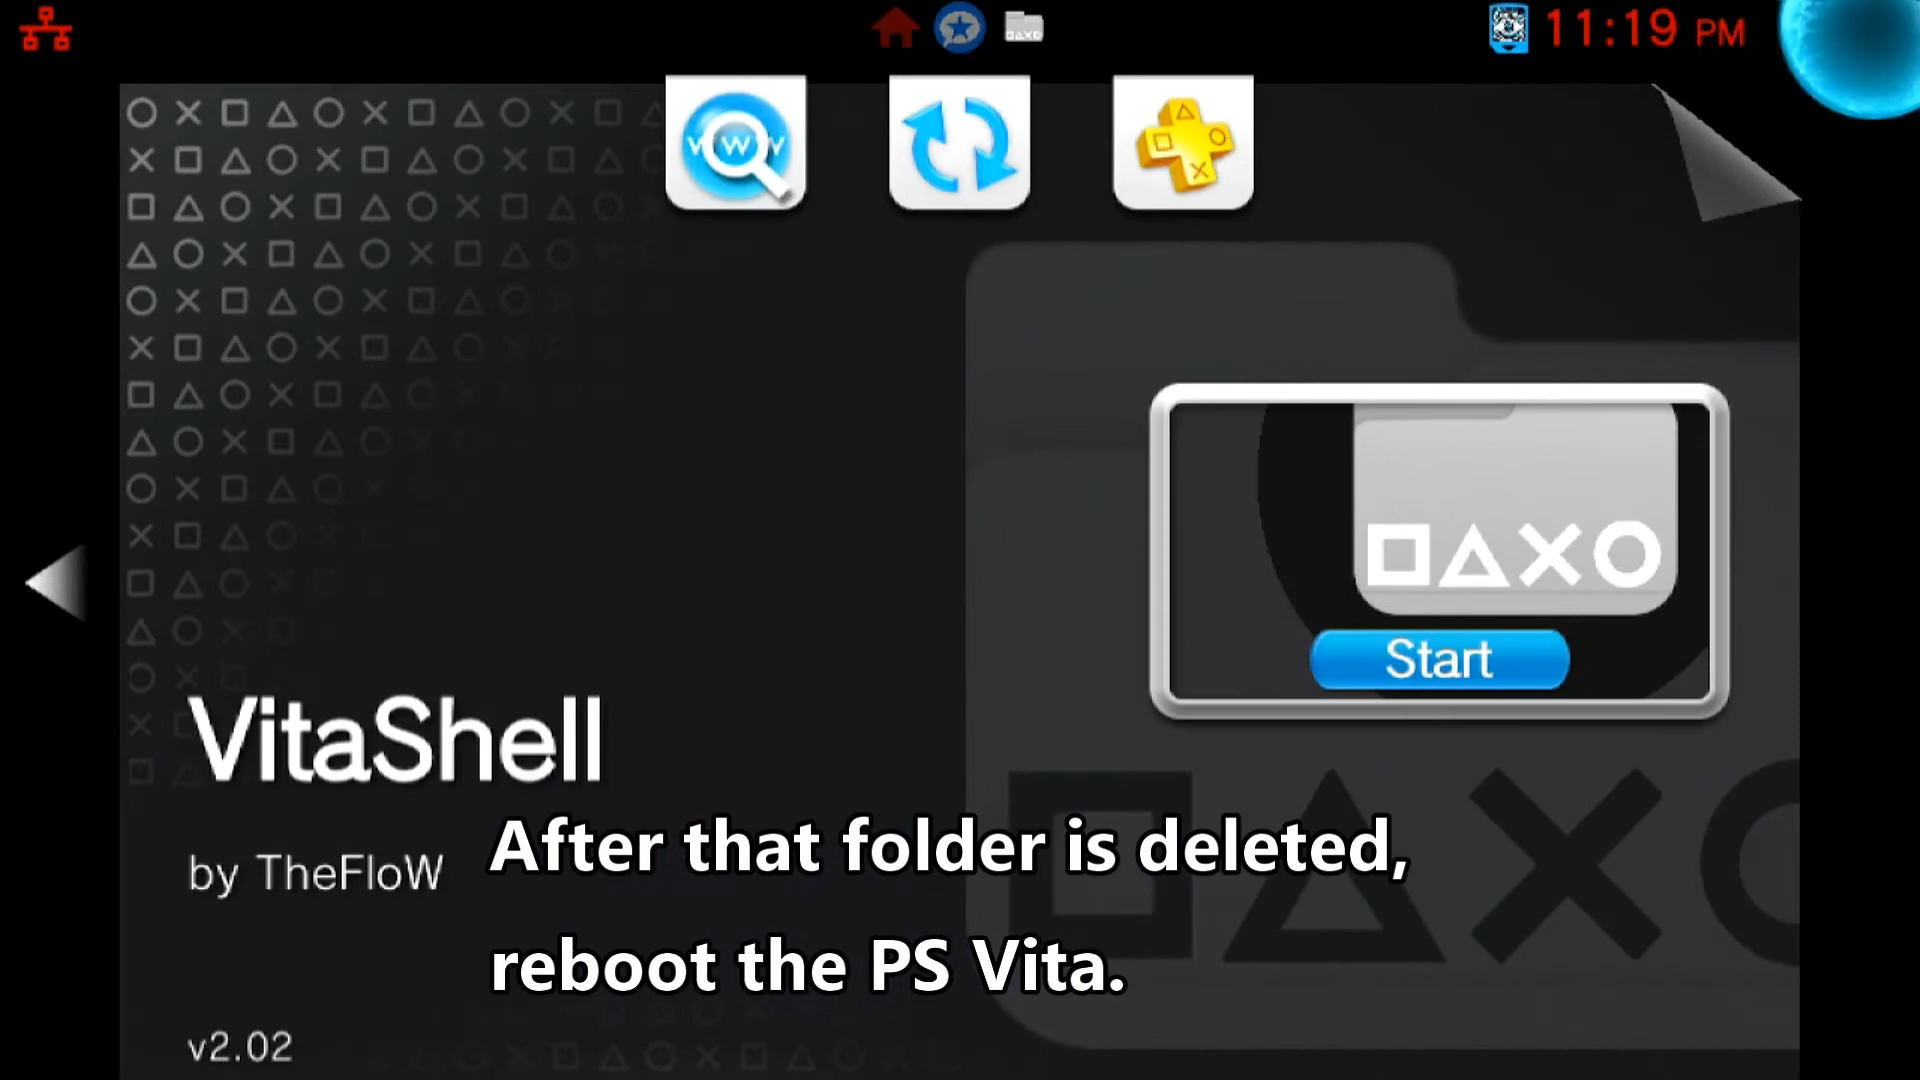 11:19 PM
W W V
Start
VitaShell
by TheFloW
After that folder is deleted,
reboot the PS Vita.
v2.02